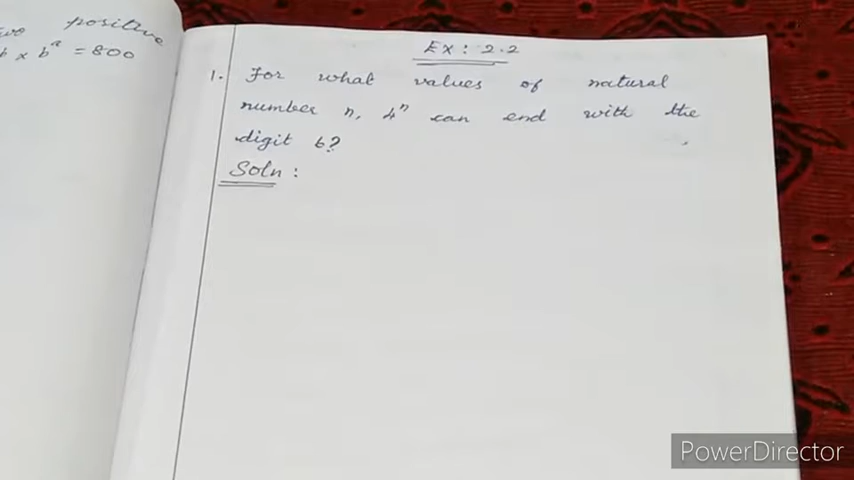 positive
b × bᵃ = 800
Ex: 2.2
1. For what values of natural
number n, 4ⁿ can end with the
digit 6?
Soln :
PowerDirector